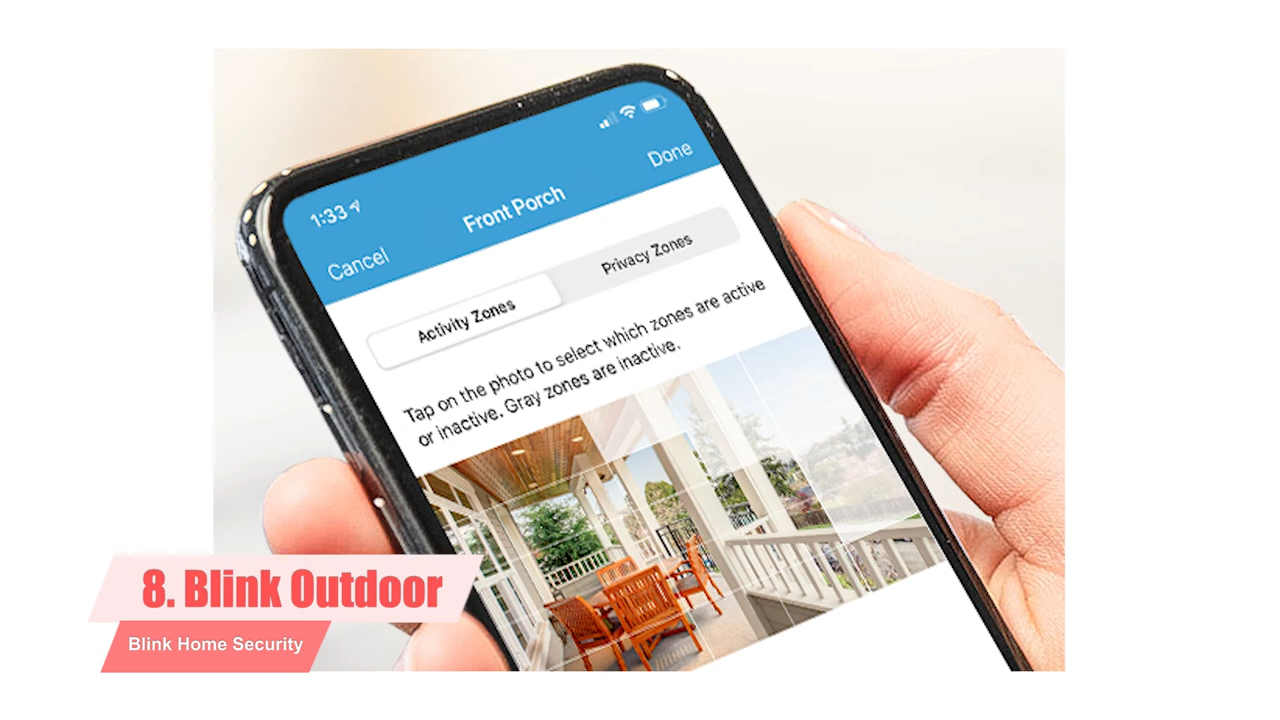 1:33
Cancel
Front Porch
Done
Activity Zones
Privacy Zones
Tap on the photo to select which zones are active
or inactive. Gray zones are inactive.
8. Blink Outdoor
Blink Home Security